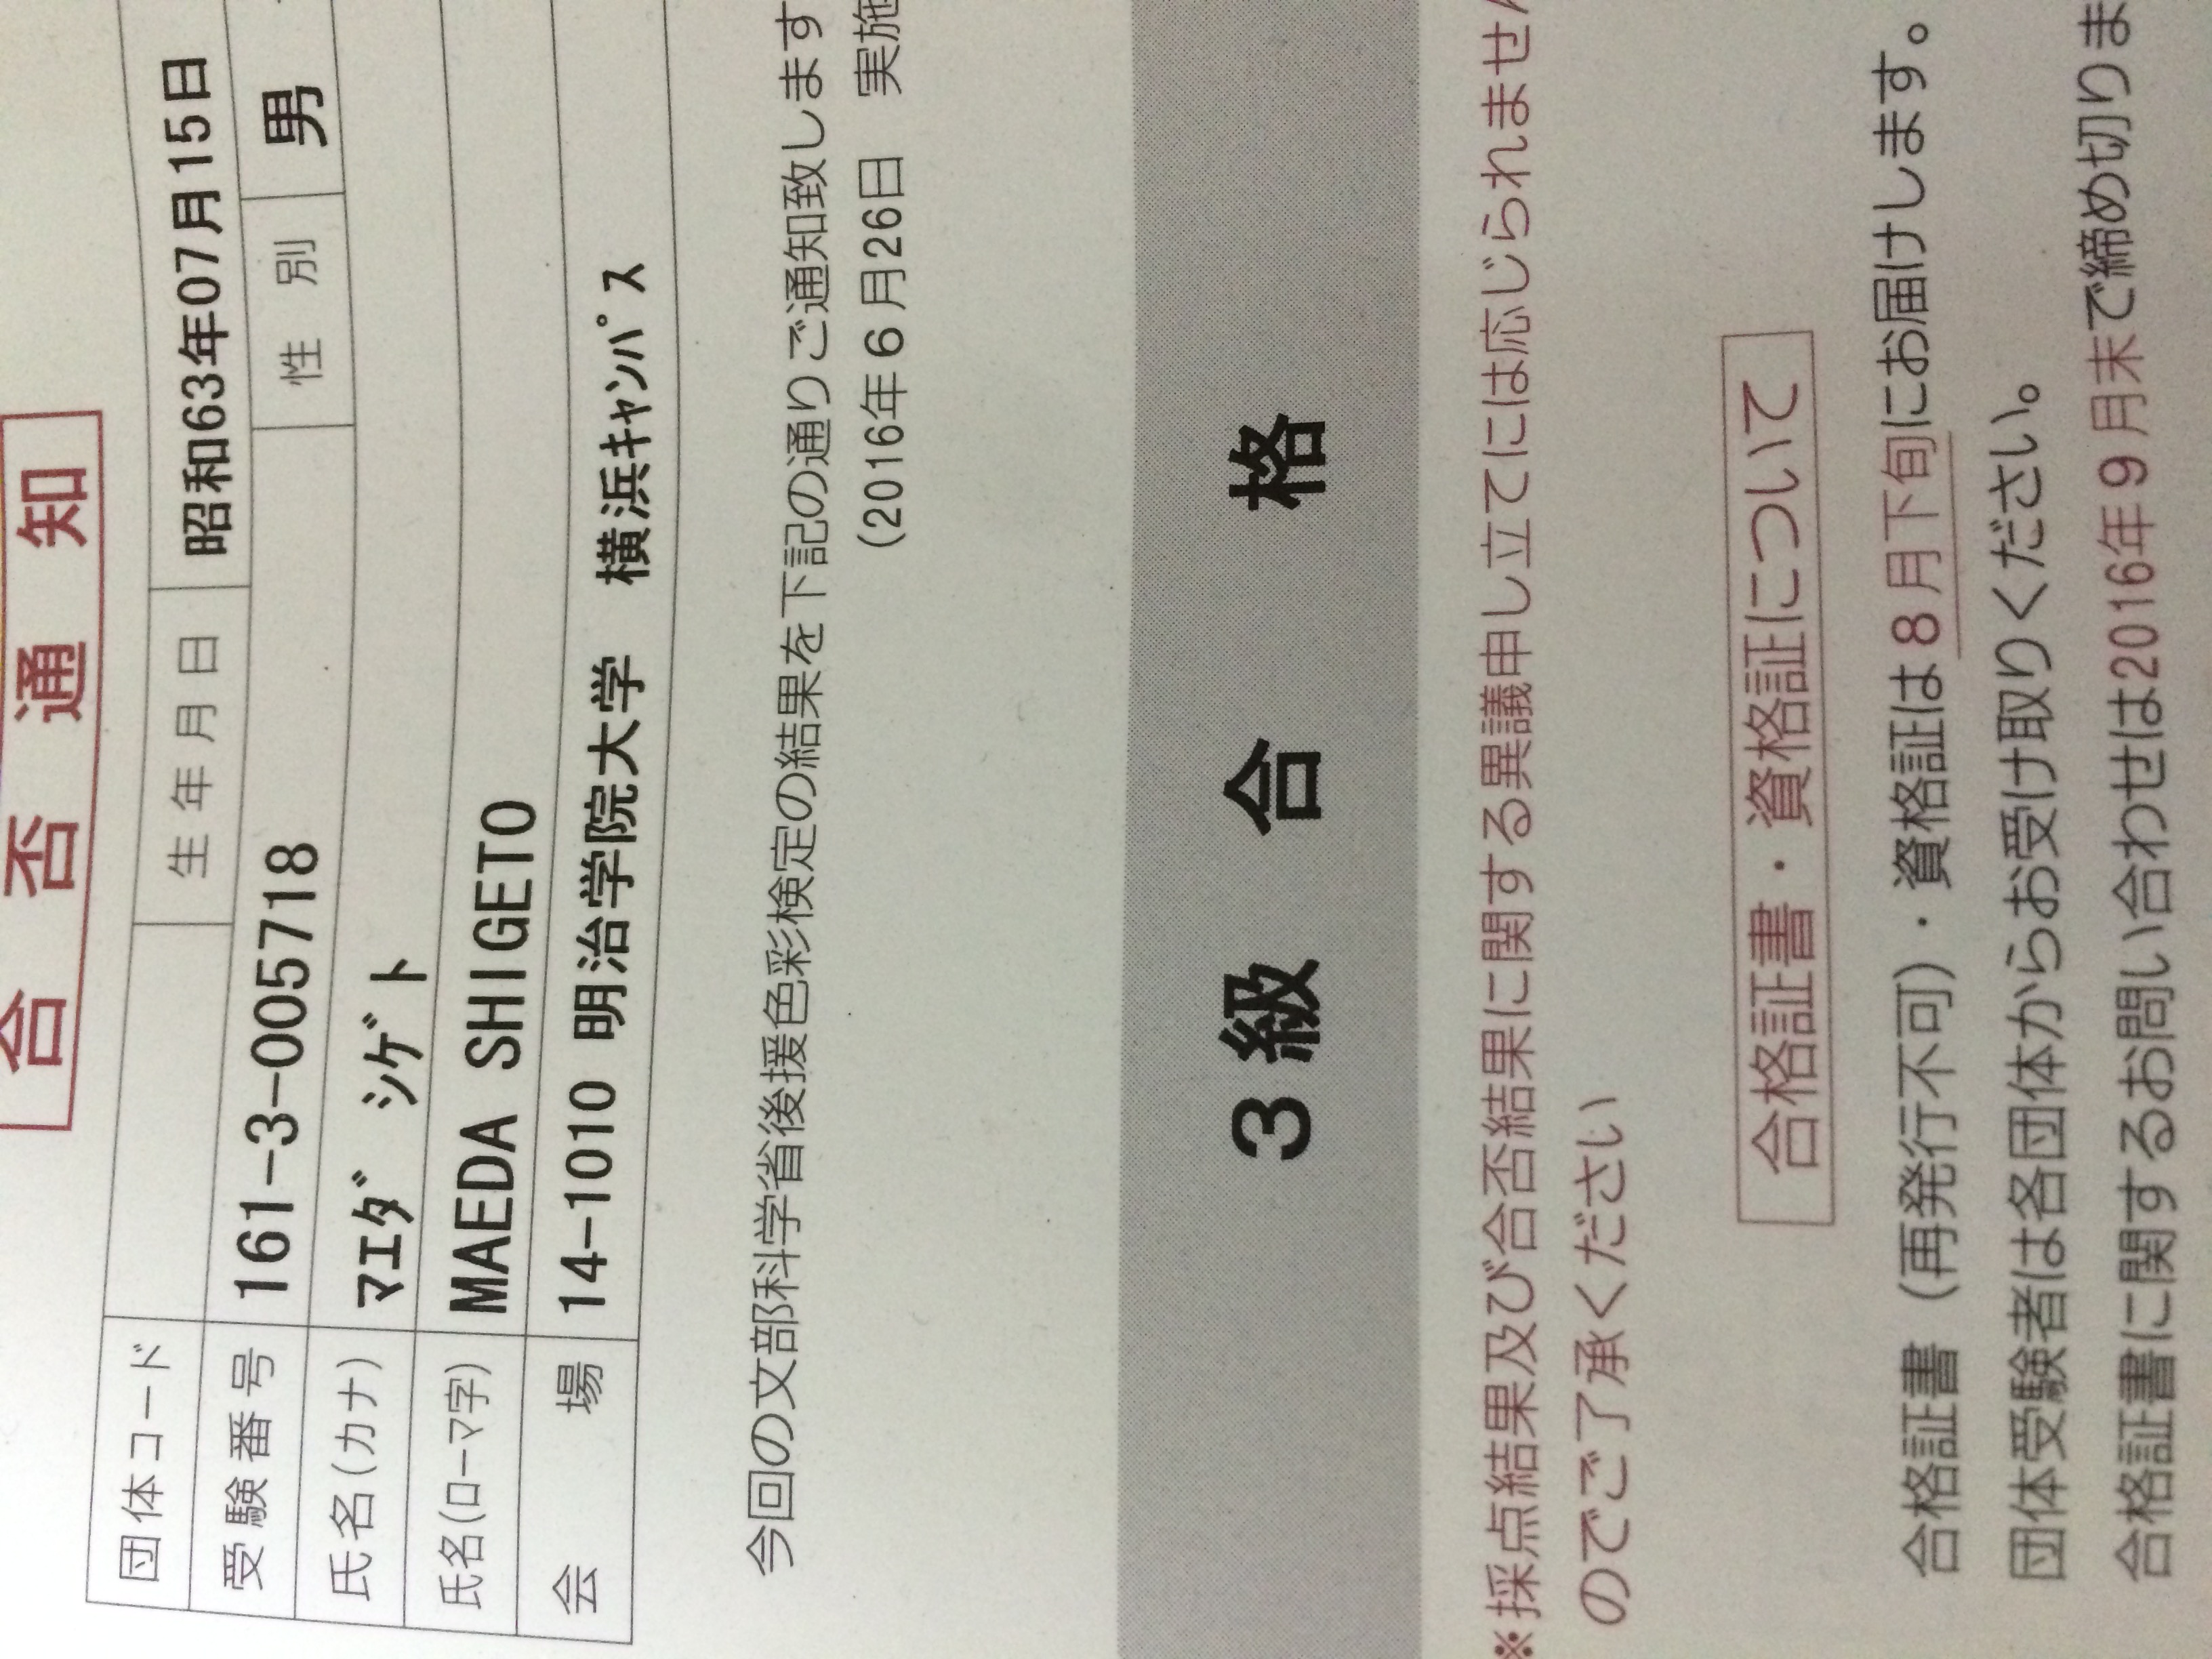 合否通知
団体コード 生年月日 昭和63年07月15日
受験番号 161-3-005718 性別 男
氏名(カナ) ﾏｴﾀﾞ ｼｹﾞﾄ
氏名(ローマ字) MAEDA SHIGETO
会場 14-1010 明治学院大学 横浜ｷｬﾝﾊﾟｽ
今回の文部科学省後援色彩検定の結果を下記の通りご通知致します
(2016年6月26日 実施
3級 合格
※採点結果及び合否結果に関する異議申し立てには応じられません
のでご了承ください
合格証書・資格証について
合格証書(再発行不可)・資格証は8月下旬にお届けします。
団体受験者は各団体からお受け取りください。
合格証書に関するお問い合わせは2016年9月末で締め切りま